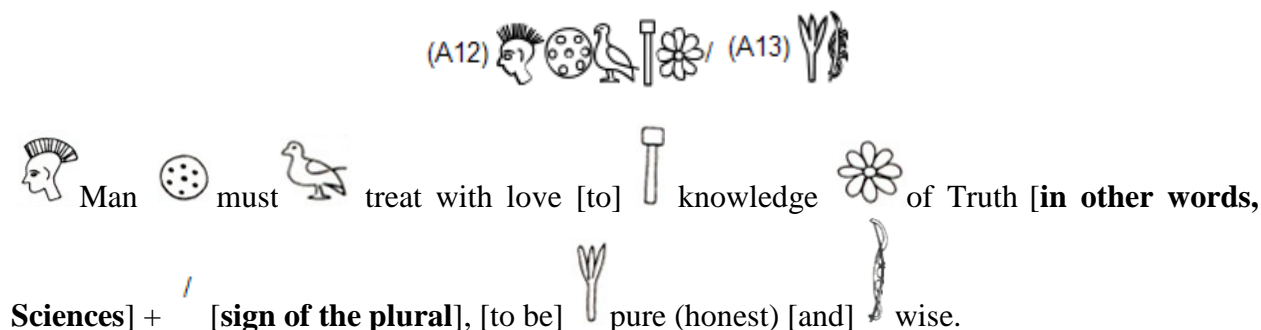 (A12) / (A13)
Man must treat with love [to] knowledge of Truth [in other words,
Sciences] + / [sign of the plural], [to be] pure (honest) [and] wise.